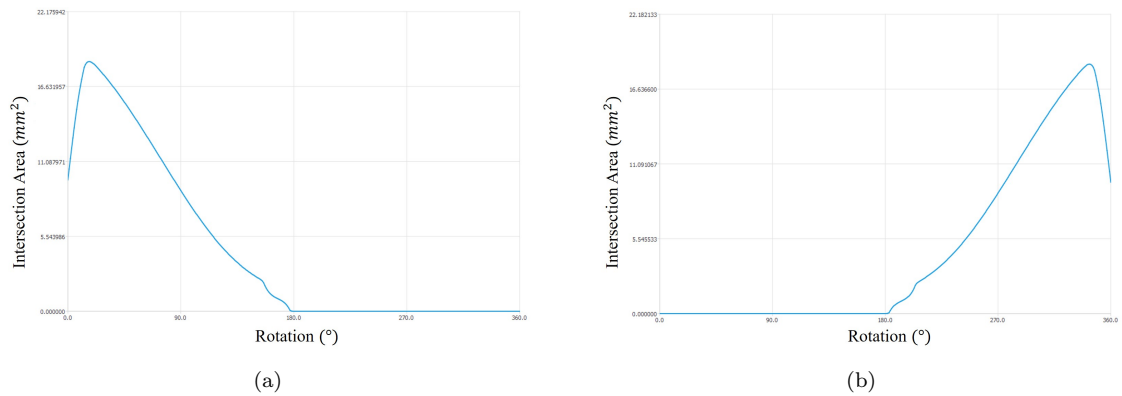 22.175942
16.631957
11.087971
5.543986
0.000000
0.0 90.0 180.0 270.0 360.0
Intersection Area (mm²)
Rotation (°)
(a)
22.182133
16.636600
11.091067
5.545533
0.000000
0.0 90.0 180.0 270.0 360.0
Intersection Area (mm²)
Rotation (°)
(b)